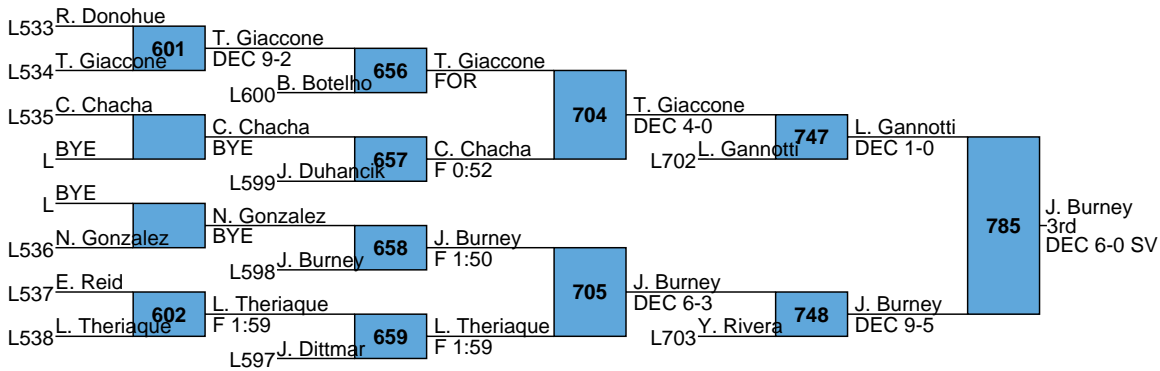 L533 R. Donohue
601
L534 T. Giaccone
T. Giaccone
DEC 9-2
656
L600 B. Botelho
T. Giaccone
FOR
L535 C. Chacha
L BYE
C. Chacha
BYE
657
L599 J. Duhancik
C. Chacha
F 0:52
704
T. Giaccone
DEC 4-0
747
L702 L. Gannotti
L. Gannotti
DEC 1-0
L BYE
L536 N. Gonzalez
N. Gonzalez
BYE
658
L598 J. Burney
J. Burney
F 1:50
L537 E. Reid
602
L538 L. Theriaque
L. Theriaque
F 1:59
659
L597 J. Dittmar
L. Theriaque
F 1:59
705
J. Burney
DEC 6-3
748
L703 Y. Rivera
J. Burney
DEC 9-5
785
J. Burney
3rd
DEC 6-0 SV